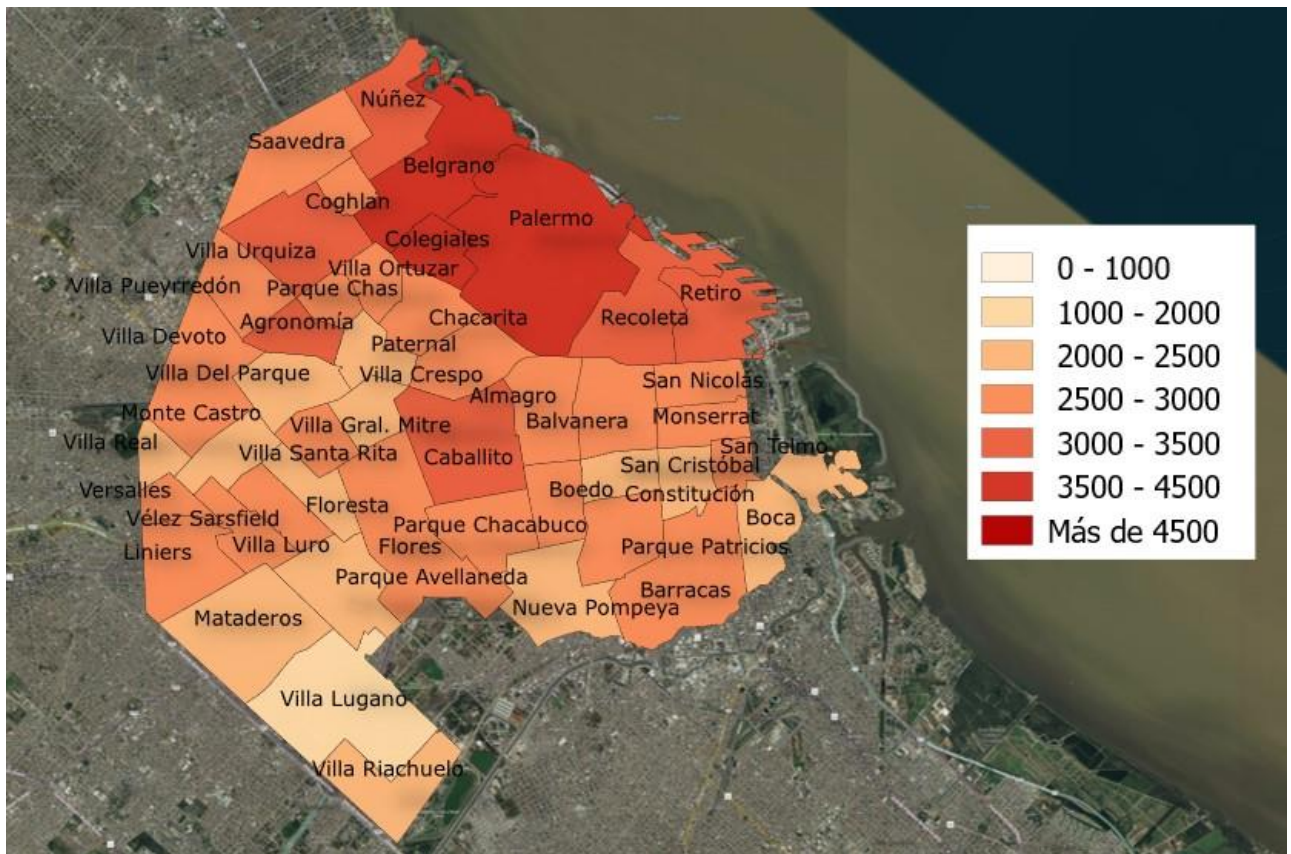 Núñez
Saavedra
Belgrano
Coghlan
Palermo
Colegiales
Villa Urquiza
Villa Ortuzar
Villa Pueyrredón
Parque Chas
Retiro
Agronomía
Chacarita
Recoleta
Villa Devoto
Paternal
Villa Del Parque
Villa Crespo
San Nicolás
Almagro
Monte Castro
Villa Gral. Mitre
Balvanera
Monserrat
Villa Real
Villa Santa Rita
Caballito
San Telmo
San Cristóbal
Versalles
Floresta
Boedo
Constitución
Vélez Sarsfield
Parque Chacabuco
Boca
Liniers
Villa Luro
Flores
Parque Patricios
Parque Avellaneda
Barracas
Mataderos
Nueva Pompeya
Villa Lugano
Villa Riachuelo
0 - 1000
1000 - 2000
2000 - 2500
2500 - 3000
3000 - 3500
3500 - 4500
Más de 4500